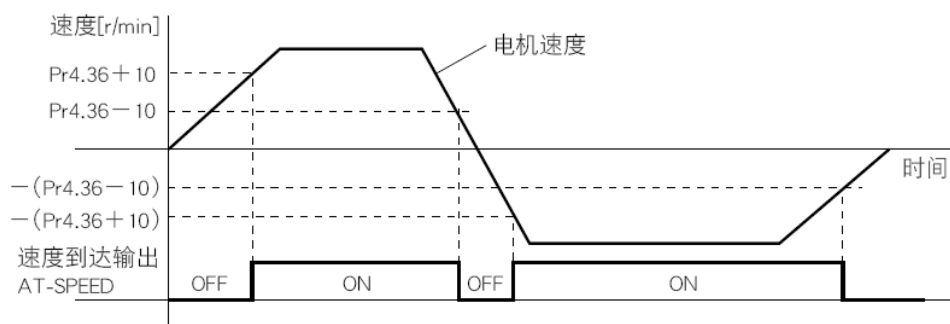 速度[r/min]
电机速度
Pr4.36＋10
Pr4.36－10
时间
－(Pr4.36－10)
－(Pr4.36＋10)
速度到达输出
AT-SPEED
OFF
ON
OFF
ON